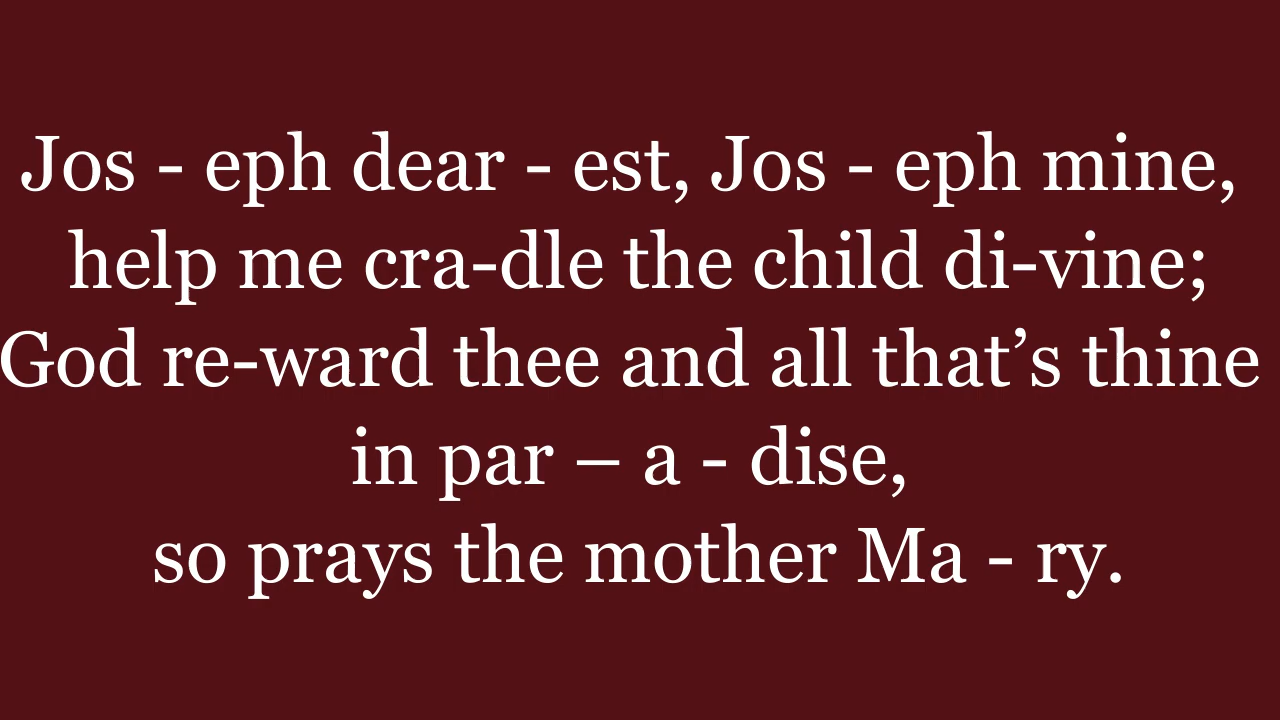 Jos - eph dear - est, Jos - eph mine,
help me cra-dle the child di-vine;
God re-ward thee and all that’s thine
in par – a - dise,
so prays the mother Ma - ry.